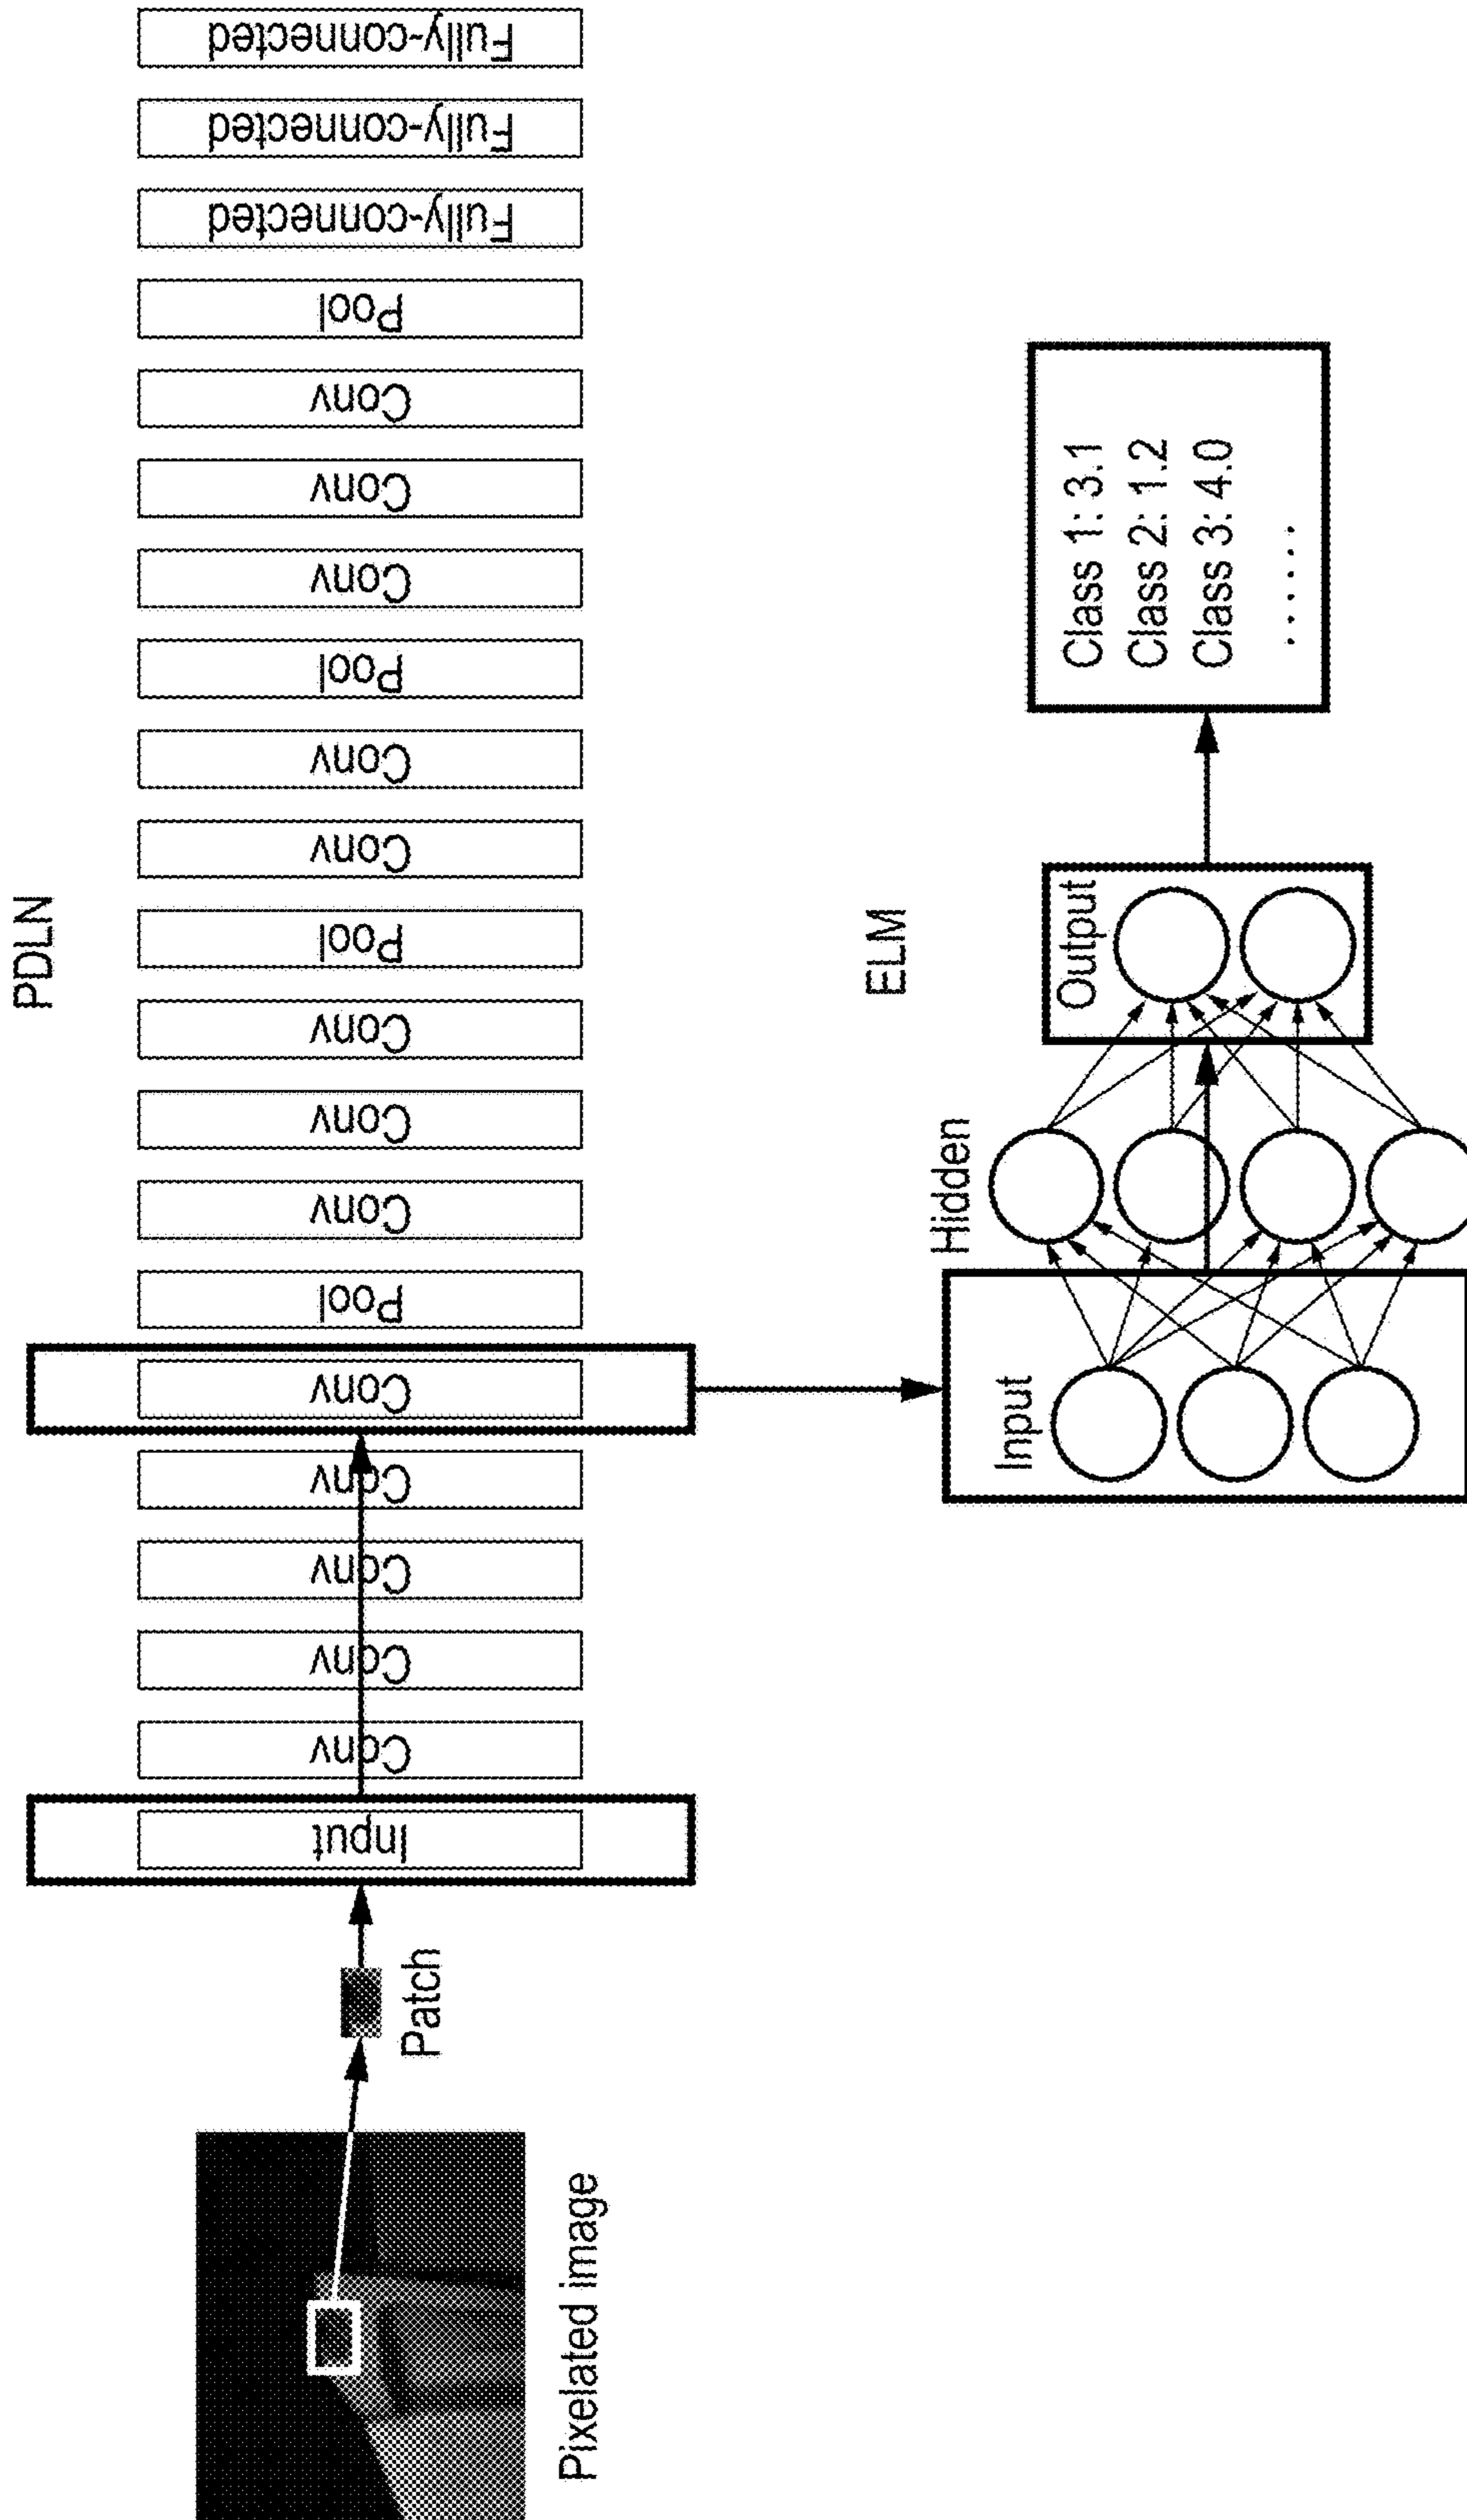 PDLN
Pixelated image
Patch
Input
Conv
Conv
Conv
Conv
Conv
Pool
Conv
Conv
Conv
Pool
Conv
Conv
Pool
Conv
Conv
Conv
Pool
Fully-connected
Fully-connected
Fully-connected
ELM
Input
Hidden
Output
Class 1: 3.1
Class 2: 1.2
Class 3: 4.0
......